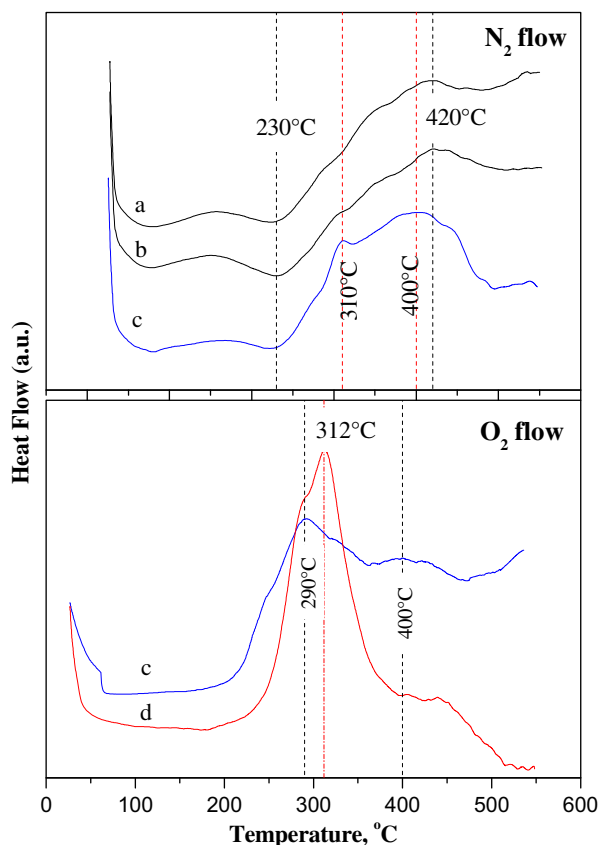 N2 flow
230°C
420°C
a
b
c
310°C
400°C
Heat Flow (a.u.)
O2 flow
312°C
290°C
400°C
c
d
0 100 200 300 400 500 600
Temperature, °C